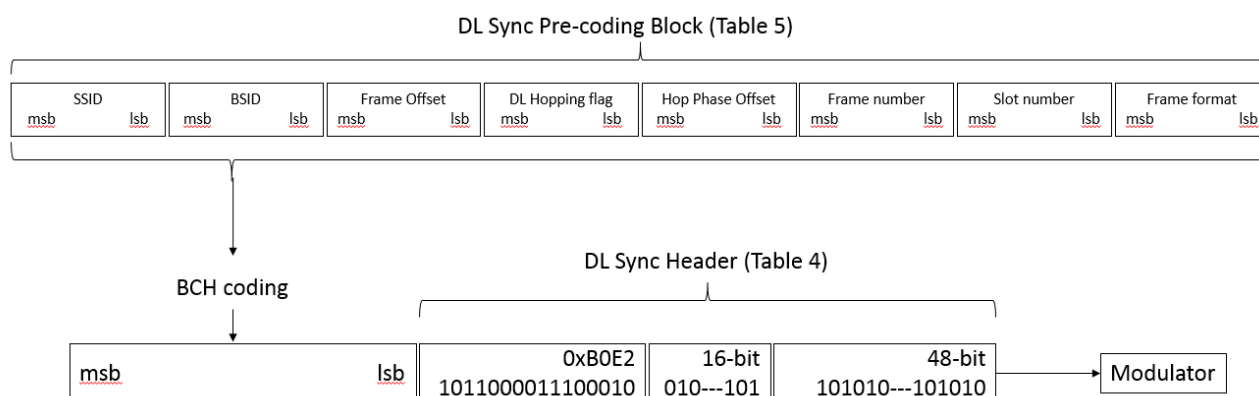 DL Sync Pre-coding Block (Table 5)
SSID BSID Frame Offset DL Hopping flag Hop Phase Offset Frame number Slot number Frame format
msb lsb msb lsb msb lsb msb lsb msb lsb msb lsb msb lsb msb lsb
DL Sync Header (Table 4)
BCH coding
0xB0E2 16-bit 48-bit
msb lsb 1011000011100010 010---101 101010---101010 Modulator